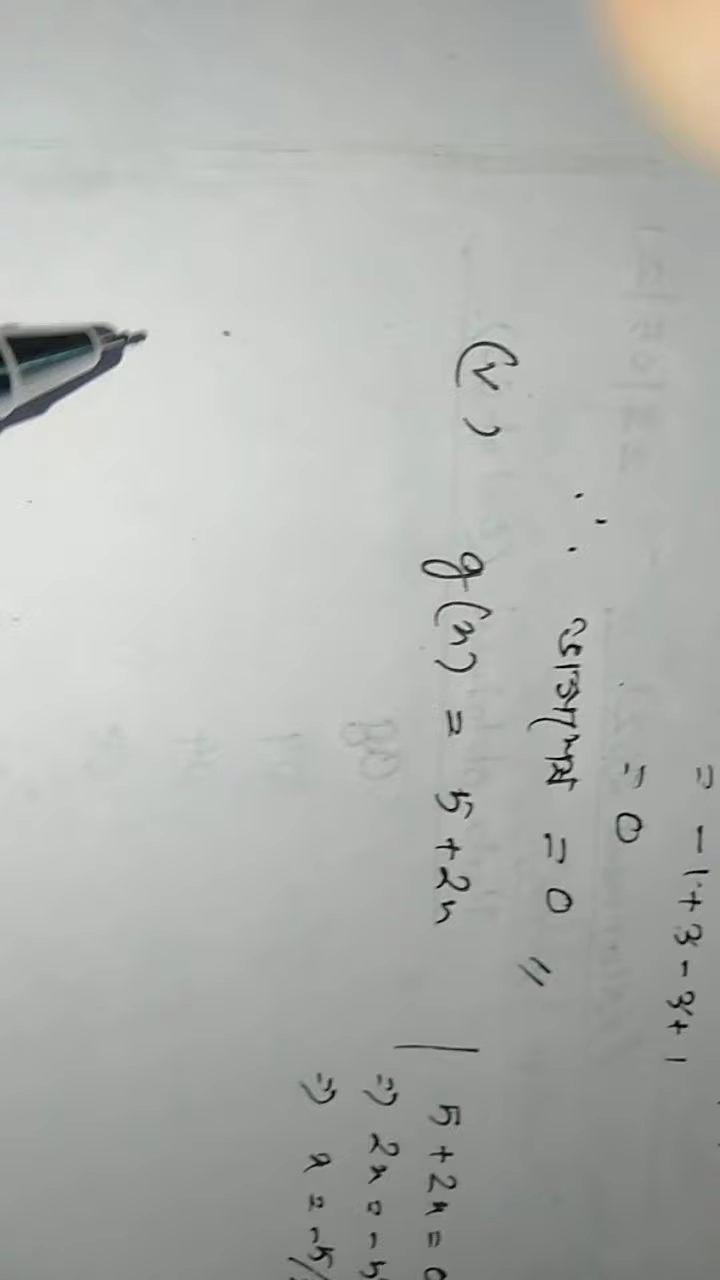 = -1+3-3+1
= 0
∴ ভাগশেষ = 0 //
(v) g(x) = 5+2x
5+2x = 0
⇒ 2x = -5
⇒ x = -5/